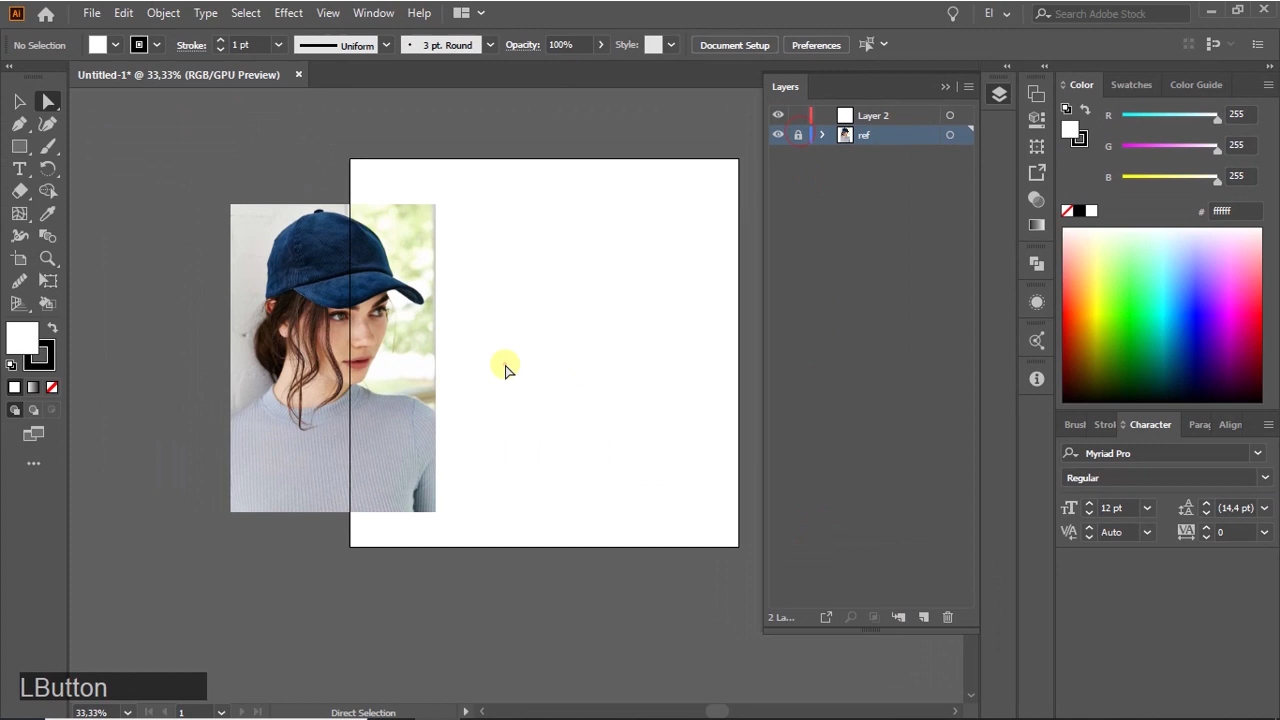 Ai File Edit Object Type Select Effect View Window Help El Search Adobe Stock
No Selection Stroke: 1 pt Uniform 3 pt. Round Opacity: 100% Style: Document Setup Preferences
Untitled-1* @ 33,33% (RGB/GPU Preview)
Layers
Layer 2
ref
2 La...
Color Swatches Color Guide
R 255
G 255
B 255
# ffffff
Brusl Strol Character Para Align
Myriad Pro
Regular
12 pt (14,4 pt)
Auto 0
LButton
33,33% 1 Direct Selection